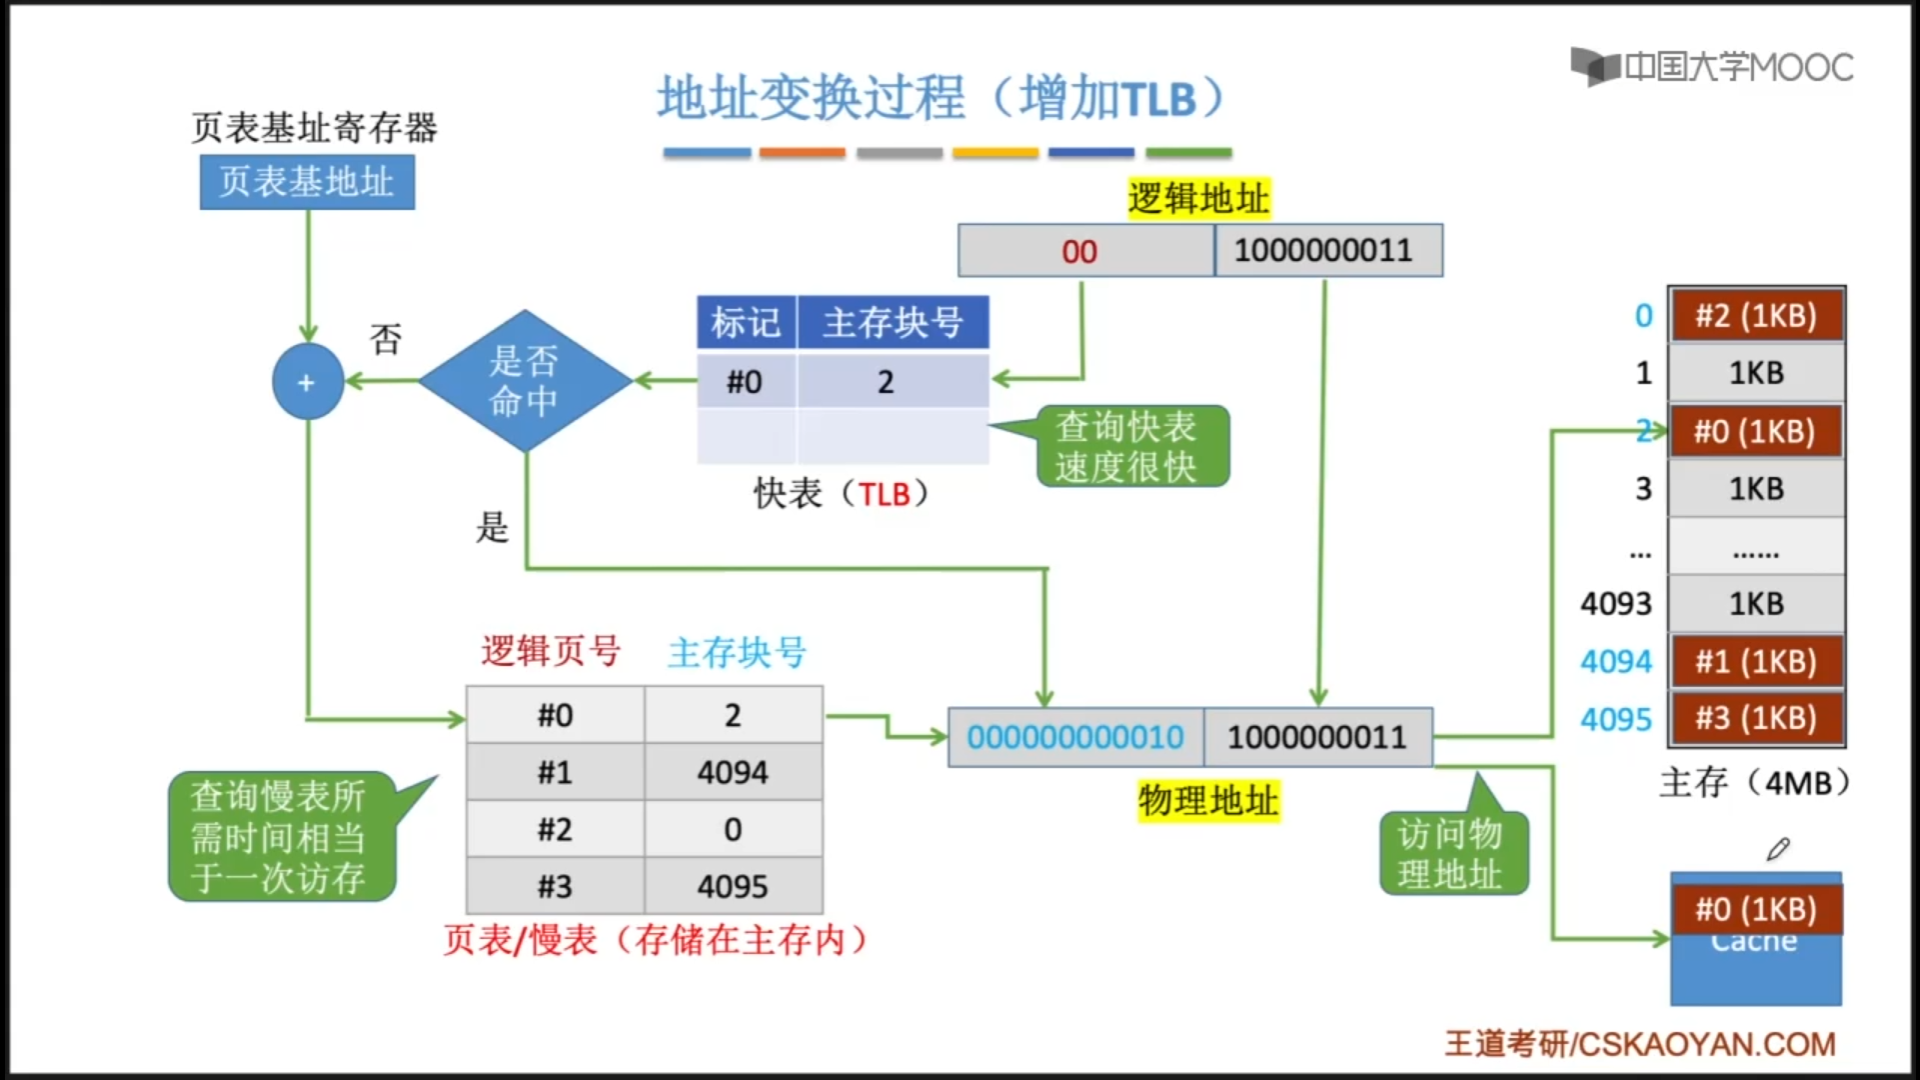 中国大学MOOC
地址变换过程（增加TLB）
页表基址寄存器
页表基地址
逻辑地址
00
1000000011
标记
主存块号
#0
2
快表（TLB）
查询快表
速度很快
是否
命中
否
是
+
逻辑页号
主存块号
#0
2
#1
4094
#2
0
#3
4095
页表/慢表（存储在主存内）
查询慢表所
需时间相当
于一次访存
000000000010
1000000011
物理地址
访问物
理地址
0
#2 (1KB)
1
1KB
2
#0 (1KB)
3
1KB
...
......
4093
1KB
4094
#1 (1KB)
4095
#3 (1KB)
主存（4MB）
#0 (1KB)
Cache
王道考研/CSKAOYAN.COM